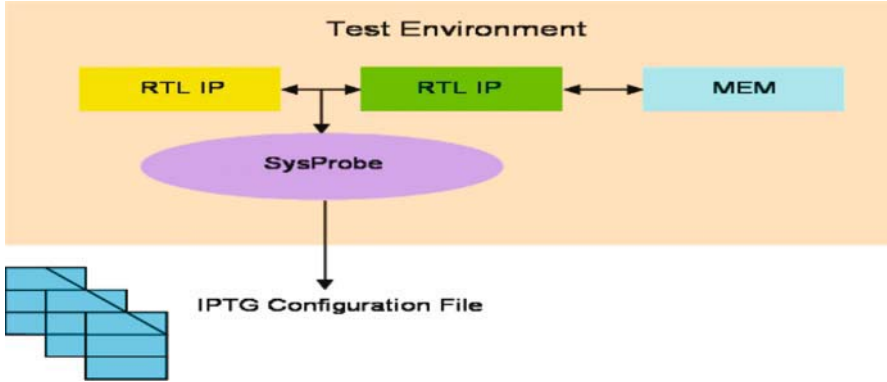 Test Environment
RTL IP
RTL IP
MEM
SysProbe
IPTG Configuration File